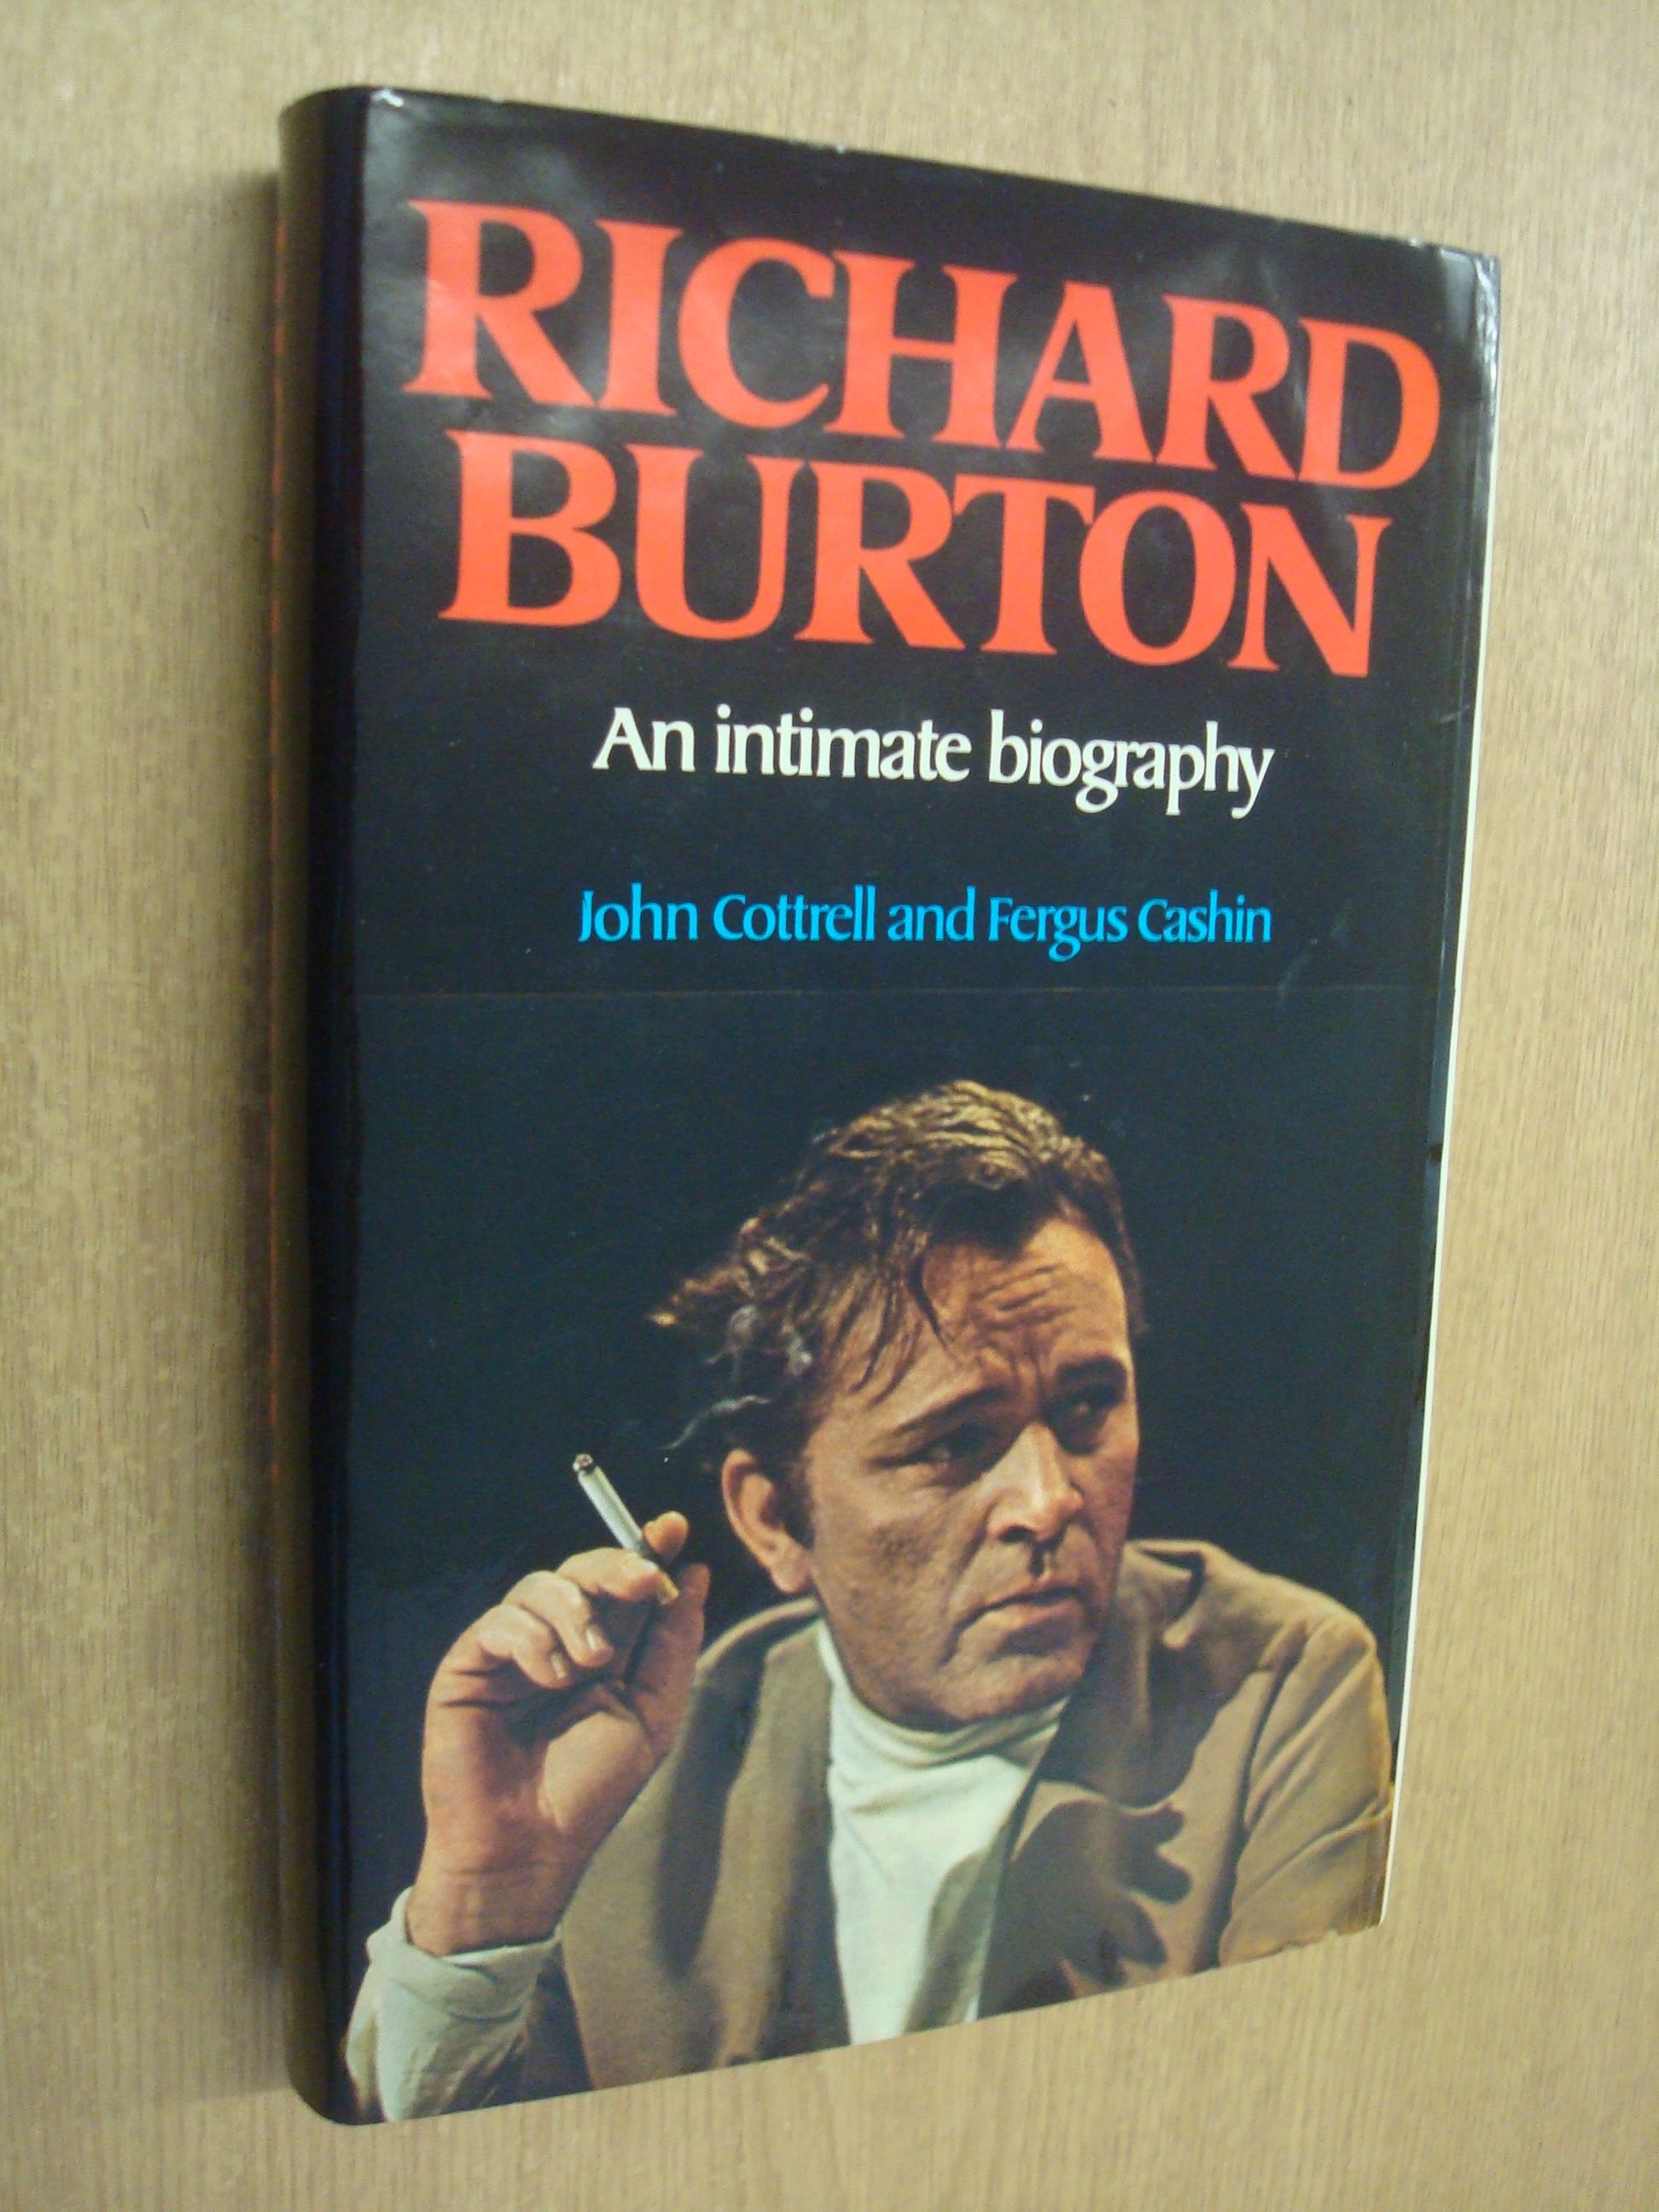 RICHARD
BURTON
An intimate biography
John Cottrell and Fergus Cashin